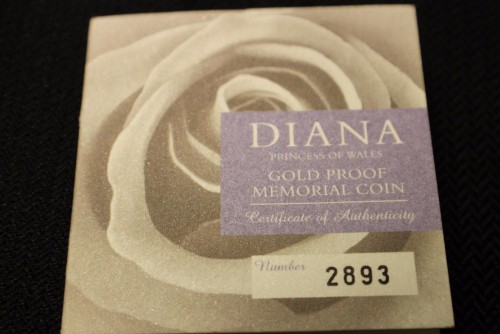 DIANA
PRINCESS OF WALES
GOLD PROOF
MEMORIAL COIN
Certificate of Authenticity
Number 2893